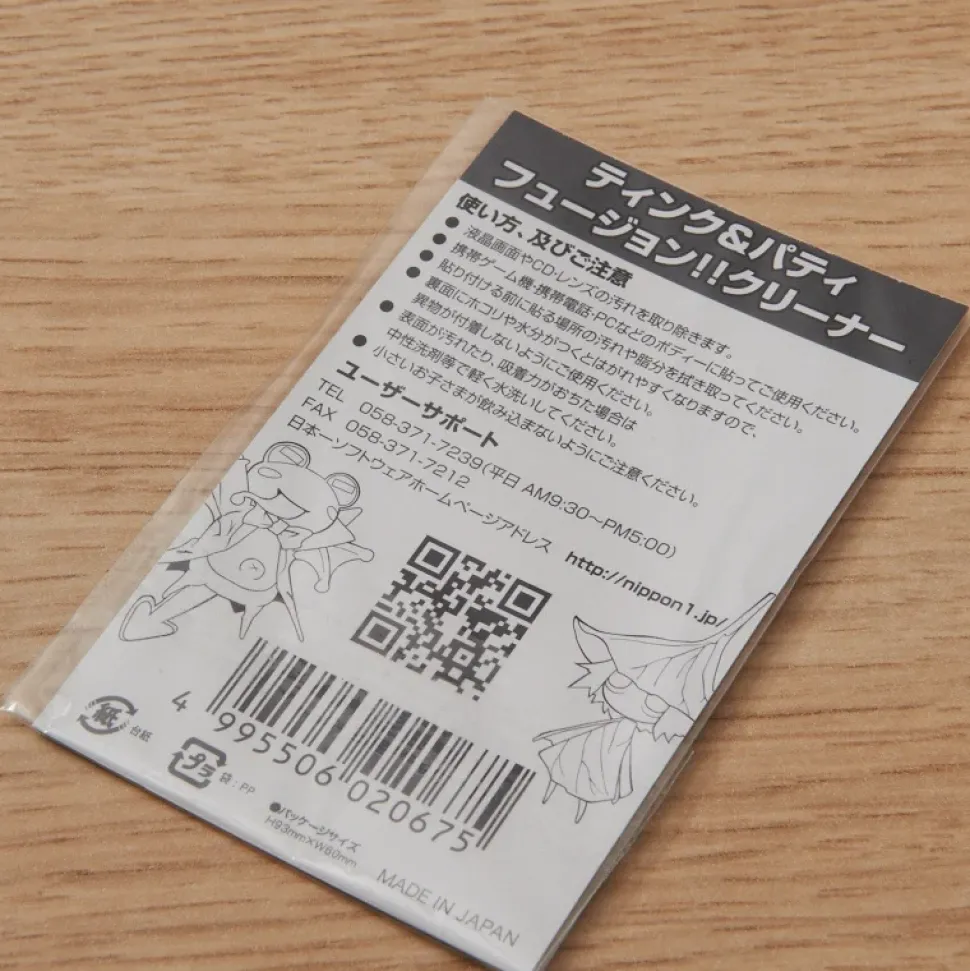 ティンク&パティ
フュージョン!!クリーナー
使い方、及びご注意
●液晶画面やCD・レンズの汚れを取り除きます。
●携帯ゲーム機・携帯電話・PCなどのボディーに貼ってご使用ください。
●貼り付ける前に貼る場所の汚れや脂分を拭き取ってください。
●裏面にホコリや水分がつくとはがれやすくなりますので、
異物が付着しないようにご使用ください。
●表面が汚れたり、吸着力がおちた場合は
中性洗剤等で軽く水洗いしてください。
●小さいお子さまが飲み込まないようにご注意ください。
ユーザーサポート
TEL 058-371-7239(平日 AM9:30～PM5:00)
FAX 058-371-7212
日本一ソフトウェアホームページアドレス http://nippon1.jp/
4 995506 020675
紙 台紙
プラ 袋:PP
●パッケージサイズ
H93mm×W60mm
MADE IN JAPAN